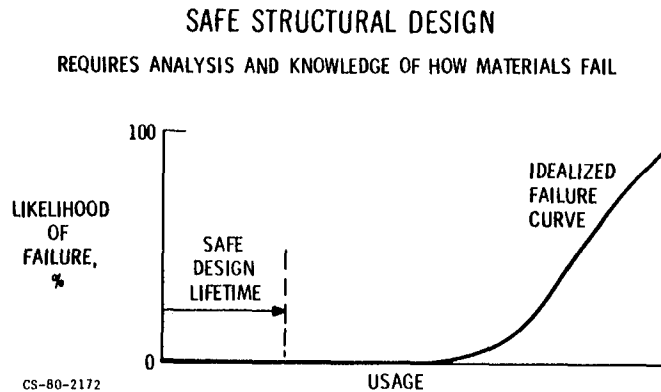 SAFE STRUCTURAL DESIGN
REQUIRES ANALYSIS AND KNOWLEDGE OF HOW MATERIALS FAIL
100
LIKELIHOOD
OF
FAILURE,
%
SAFE
DESIGN
LIFETIME
IDEALIZED
FAILURE
CURVE
0
USAGE
CS-80-2172